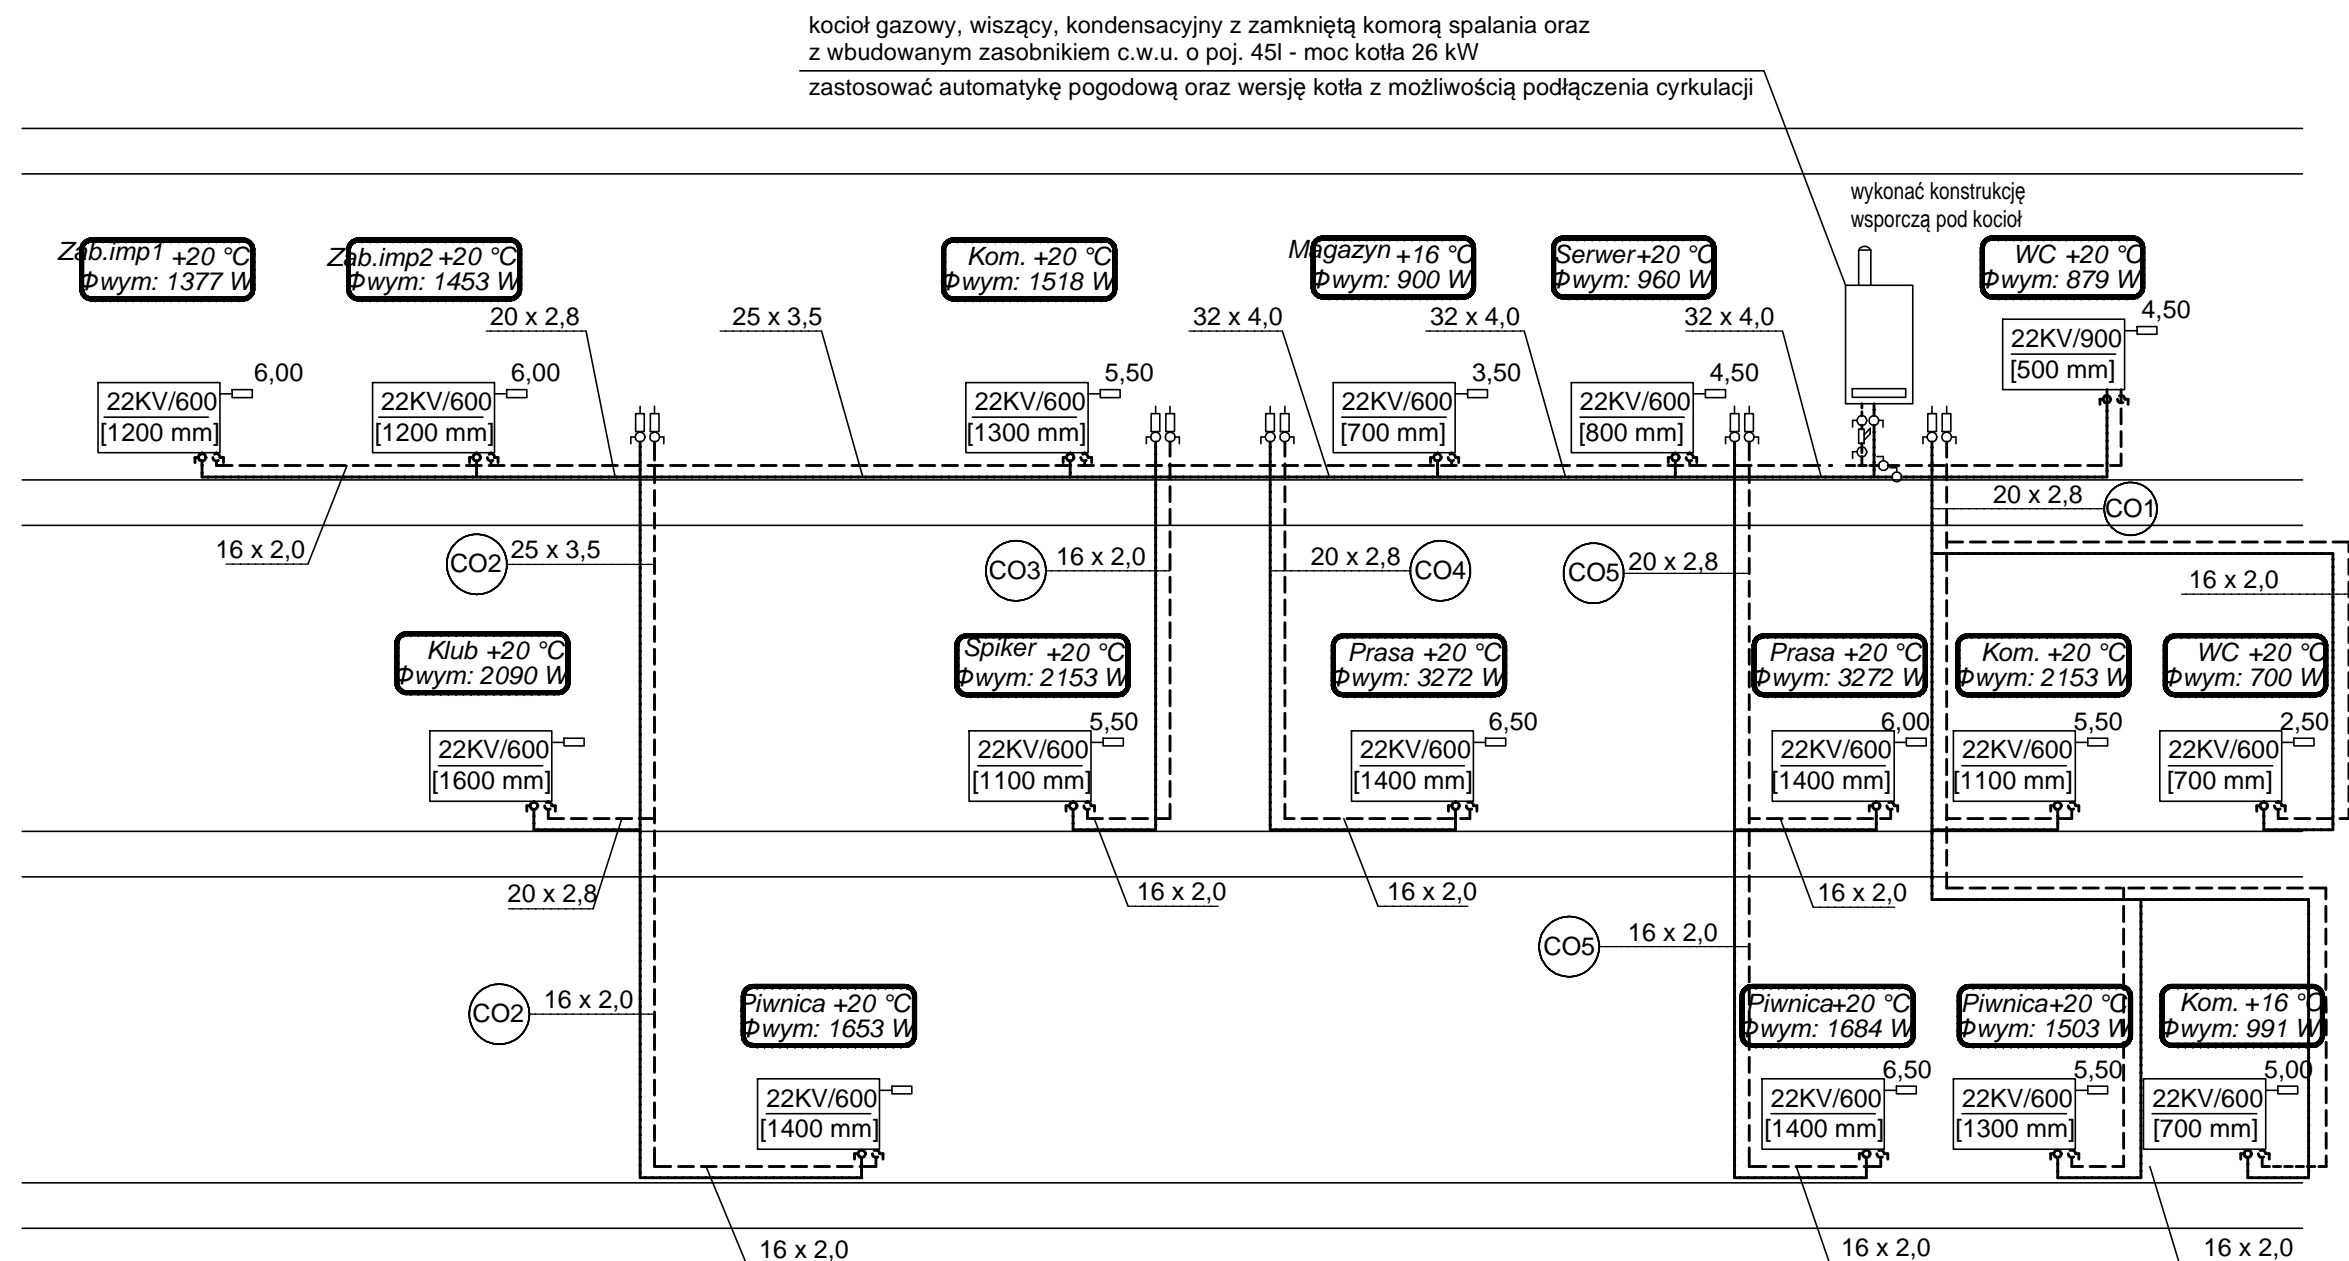 kocioł gazowy, wiszący, kondensacyjny z zamkniętą komorą spalania oraz
z wbudowanym zasobnikiem c.w.u. o poj. 45l - moc kotła 26 kW
zastosować automatykę pogodową oraz wersję kotła z możliwością podłączenia cyrkulacji
wykonać konstrukcję
wsporczą pod kocioł
Zab.imp1 +20 °C
Φwym: 1377 W
Zab.imp2 +20 °C
Φwym: 1453 W
Kom. +20 °C
Φwym: 1518 W
Magazyn +16 °C
Φwym: 900 W
Serwer +20 °C
Φwym: 960 W
WC +20 °C
Φwym: 879 W
20 x 2,8
25 x 3,5
32 x 4,0
32 x 4,0
32 x 4,0
22KV/600
[1200 mm]
6,00
22KV/600
[1200 mm]
6,00
22KV/600
[1300 mm]
5,50
22KV/600
[700 mm]
3,50
22KV/600
[800 mm]
4,50
22KV/900
[500 mm]
4,50
16 x 2,0
CO2
25 x 3,5
CO3
16 x 2,0
20 x 2,8
CO4
CO5
20 x 2,8
20 x 2,8
CO1
16 x 2,0
Klub +20 °C
Φwym: 2090 W
Spiker +20 °C
Φwym: 2153 W
Prasa +20 °C
Φwym: 3272 W
Prasa +20 °C
Φwym: 3272 W
Kom. +20 °C
Φwym: 2153 W
WC +20 °C
Φwym: 700 W
22KV/600
[1600 mm]
22KV/600
[1100 mm]
5,50
22KV/600
[1400 mm]
6,50
22KV/600
[1400 mm]
6,00
22KV/600
[1100 mm]
5,50
22KV/600
[700 mm]
2,50
20 x 2,8
16 x 2,0
16 x 2,0
16 x 2,0
CO5
16 x 2,0
CO2
16 x 2,0
Piwnica +20 °C
Φwym: 1653 W
Piwnica +20 °C
Φwym: 1684 W
Piwnica +20 °C
Φwym: 1503 W
Kom. +16 °C
Φwym: 991 W
22KV/600
[1400 mm]
22KV/600
[1400 mm]
6,50
22KV/600
[1300 mm]
5,50
22KV/600
[700 mm]
5,00
16 x 2,0
16 x 2,0
16 x 2,0